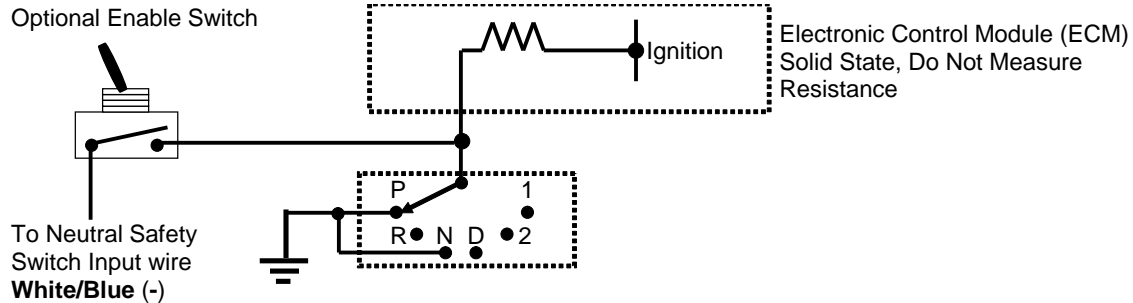 Optional Enable Switch
Ignition
Electronic Control Module (ECM)
Solid State, Do Not Measure
Resistance
P 1
R N D 2
To Neutral Safety
Switch Input wire
White/Blue (-)